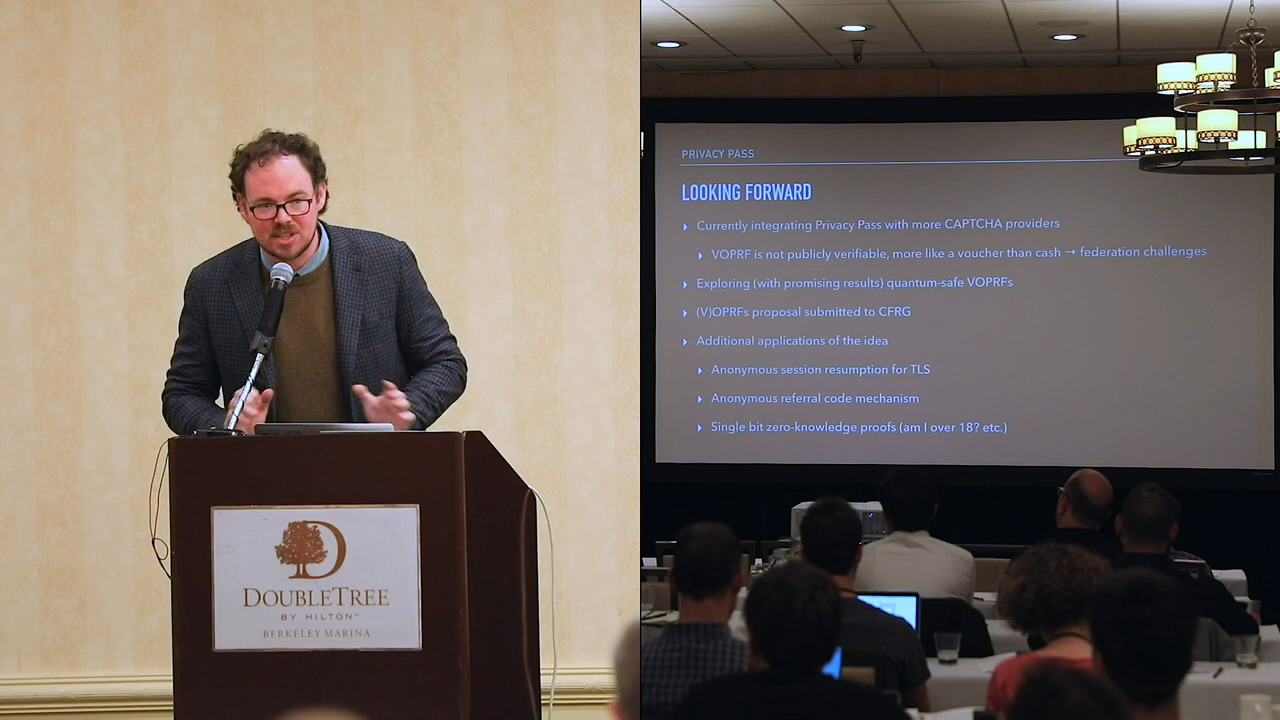 DOUBLETREE
BY HILTON™
BERKELEY MARINA
PRIVACY PASS
LOOKING FORWARD
Currently integrating Privacy Pass with more CAPTCHA providers
VOPRF is not publicly verifiable, more like a voucher than cash → federation challenges
Exploring (with promising results) quantum-safe VOPRFs
(V)OPRFs proposal submitted to CFRG
Additional applications of the idea
Anonymous session resumption for TLS
Anonymous referral code mechanism
Single bit zero-knowledge proofs (am I over 18? etc.)